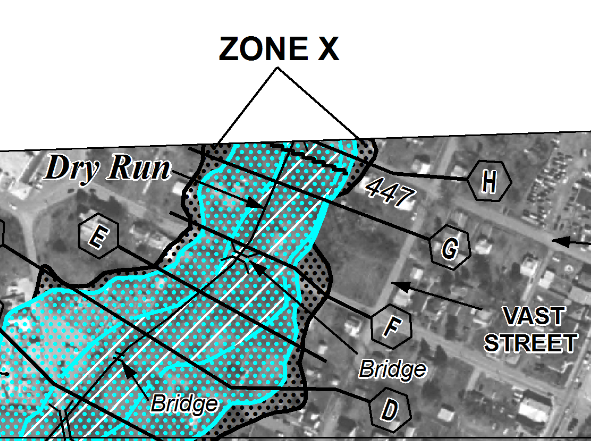 ZONE X
Dry Run
H
447
E
G
F
VAST
STREET
Bridge
Bridge
D